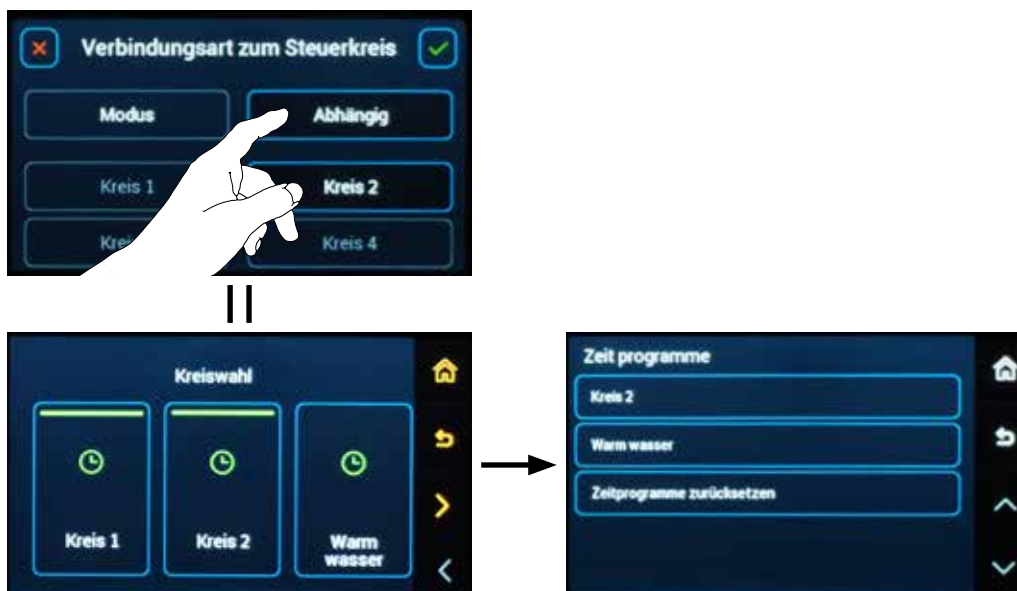 Verbindungsart zum Steuerkreis
Modus
Abhängig
Kreis 1
Kreis 2
Kreis 4
Kreiswahl
Kreis 1
Kreis 2
Warm
wasser
Zeit programme
Kreis 2
Warm wasser
Zeitprogramme zurücksetzen